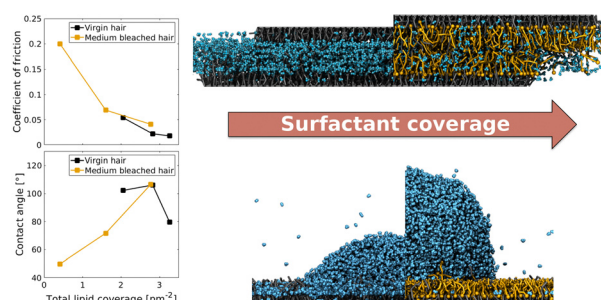 Virgin hair
Medium bleached hair
0.25
0.2
0.15
0.1
0.05
0
Coefficient of friction
Virgin hair
Medium bleached hair
120
100
80
60
40
Contact angle [°]
0
1
2
3
Total lipid coverage [nm-2]
Surfactant coverage